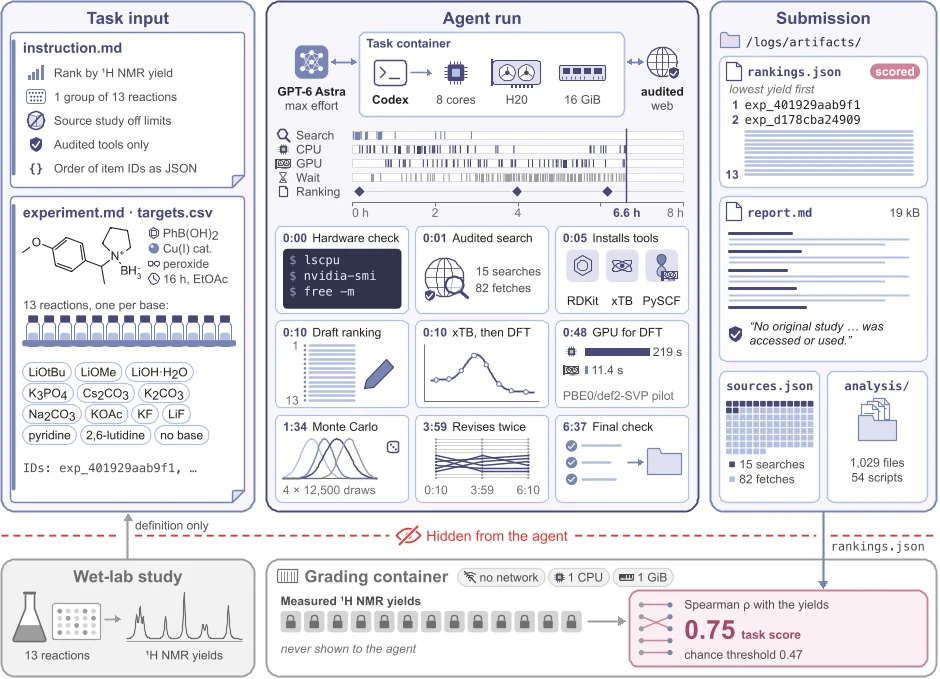 Task input
instruction.md
Rank by ¹H NMR yield
1 group of 13 reactions
Source study off limits
Audited tools only
{} Order of item IDs as JSON
experiment.md · targets.csv
O
N⁺
BH₃
PhB(OH)₂
Cu(I) cat.
peroxide
16 h, EtOAc
13 reactions, one per base:
LiOtBu LiOMe LiOH·H₂O
K₃PO₄ Cs₂CO₃ K₂CO₃
Na₂CO₃ KOAc KF LiF
pyridine 2,6-lutidine no base
IDs: exp_401929aab9f1, …
Agent run
GPT-6 Astra
max effort
Task container
>_
Codex
8 cores
H20
16 GiB
audited
web
Search
CPU
GPU
Wait
Ranking
0 h 2 4 6.6 h 8 h
0:00 Hardware check
$ lscpu
$ nvidia-smi
$ free -m
0:01 Audited search
15 searches
82 fetches
0:05 Installs tools
RDKit xTB PySCF
0:10 Draft ranking
1
13
0:10 xTB, then DFT
0:48 GPU for DFT
219 s
11.4 s
PBE0/def2-SVP pilot
1:34 Monte Carlo
4 × 12,500 draws
3:59 Revises twice
0:10 3:59 6:10
6:37 Final check
Submission
/logs/artifacts/
rankings.json scored
lowest yield first
1 exp_401929aab9f1
2 exp_d178cba24909
13
report.md 19 kB
"No original study … was
accessed or used."
sources.json
15 searches
82 fetches
analysis/
1,029 files
54 scripts
definition only
Hidden from the agent
rankings.json
Wet-lab study
13 reactions
¹H NMR yields
Grading container
no network
1 CPU
1 GiB
Measured ¹H NMR yields
never shown to the agent
Spearman ρ with the yields
0.75 task score
chance threshold 0.47